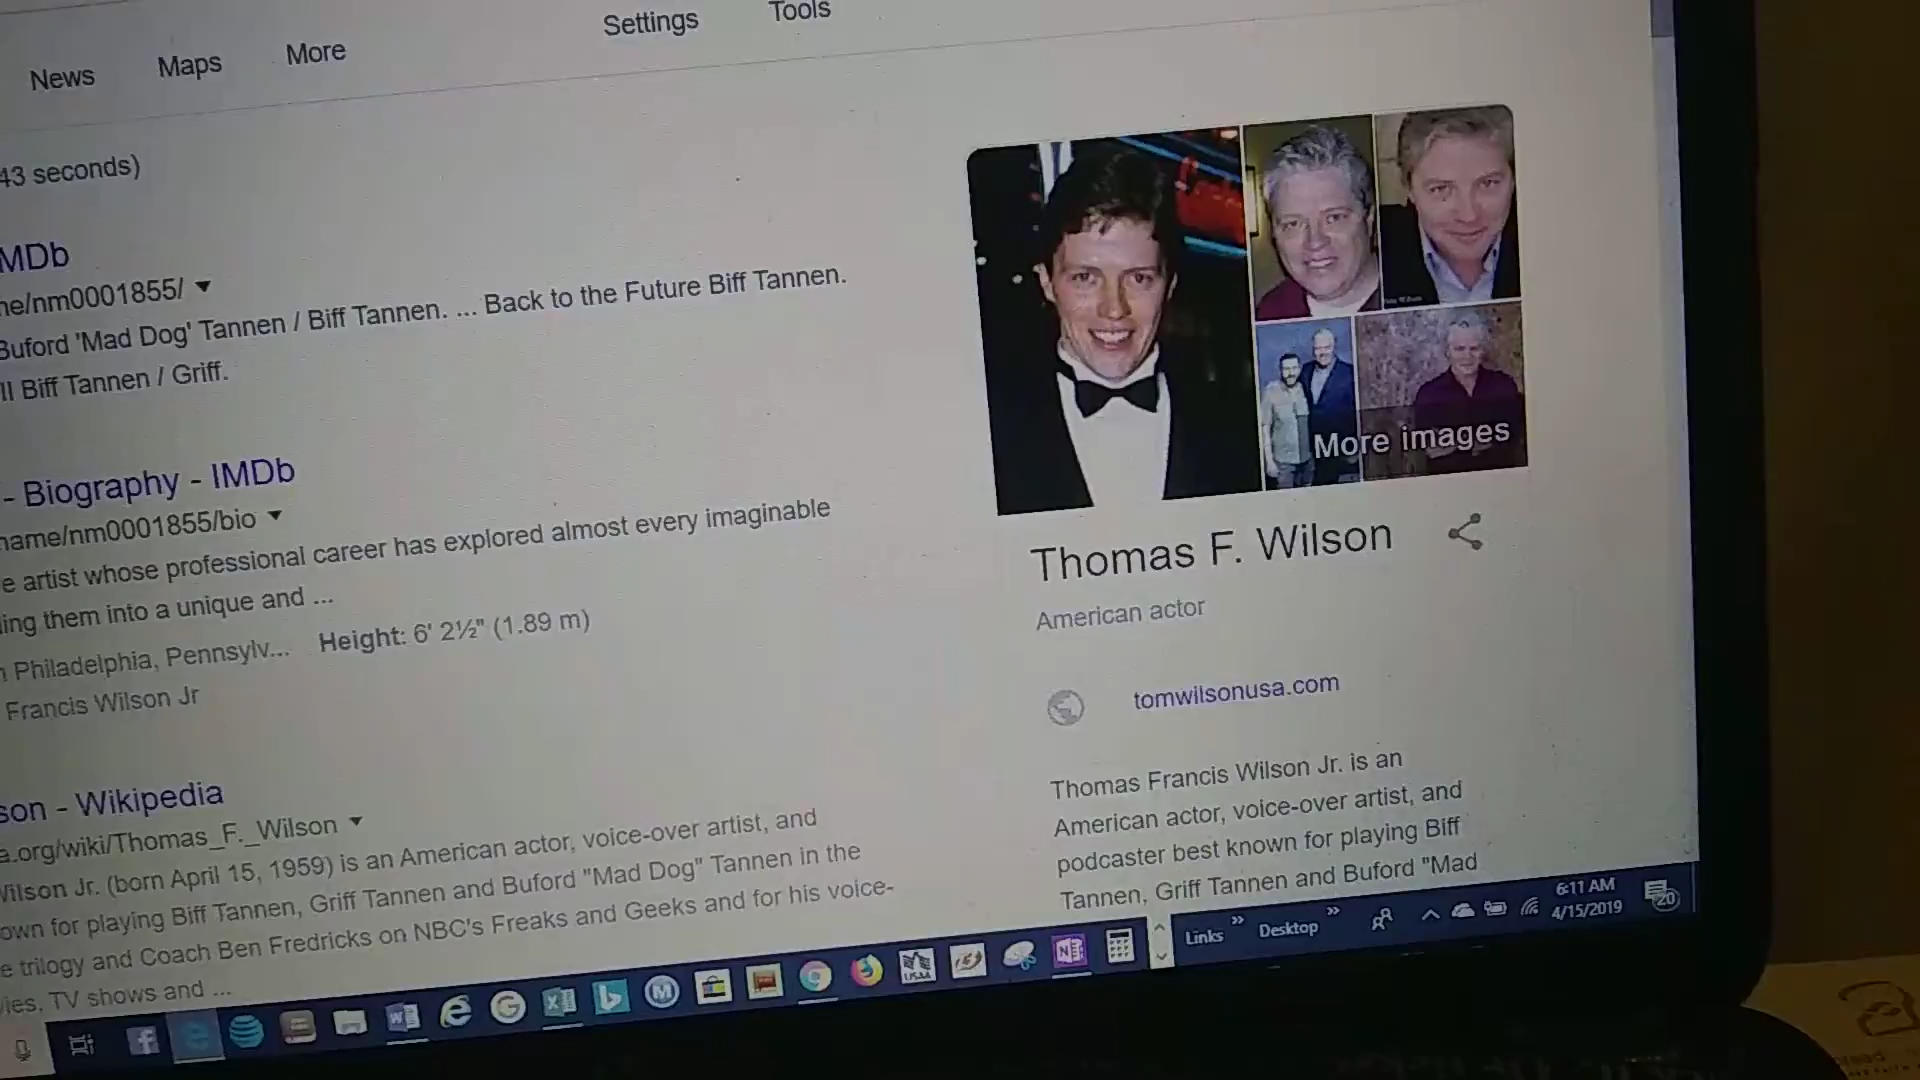 Settings Tools
News Maps More
43 seconds)
MDb
ne/nm0001855/
Buford 'Mad Dog' Tannen / Biff Tannen. ... Back to the Future Biff Tannen.
II Biff Tannen / Griff.
- Biography - IMDb
name/nm0001855/bio
e artist whose professional career has explored almost every imaginable
ing them into a unique and ...
n Philadelphia, Pennsylv... Height: 6' 2½" (1.89 m)
Francis Wilson Jr
son - Wikipedia
a.org/wiki/Thomas_F._Wilson
Wilson Jr. (born April 15, 1959) is an American actor, voice-over artist, and
own for playing Biff Tannen, Griff Tannen and Buford "Mad Dog" Tannen in the
e trilogy and Coach Ben Fredricks on NBC's Freaks and Geeks and for his voice-
vies, TV shows and ...
More images
Thomas F. Wilson
American actor
tomwilsonusa.com
Thomas Francis Wilson Jr. is an
American actor, voice-over artist, and
podcaster best known for playing Biff
Tannen, Griff Tannen and Buford "Mad
Links Desktop
6:11 AM
4/15/2019
20
USAA